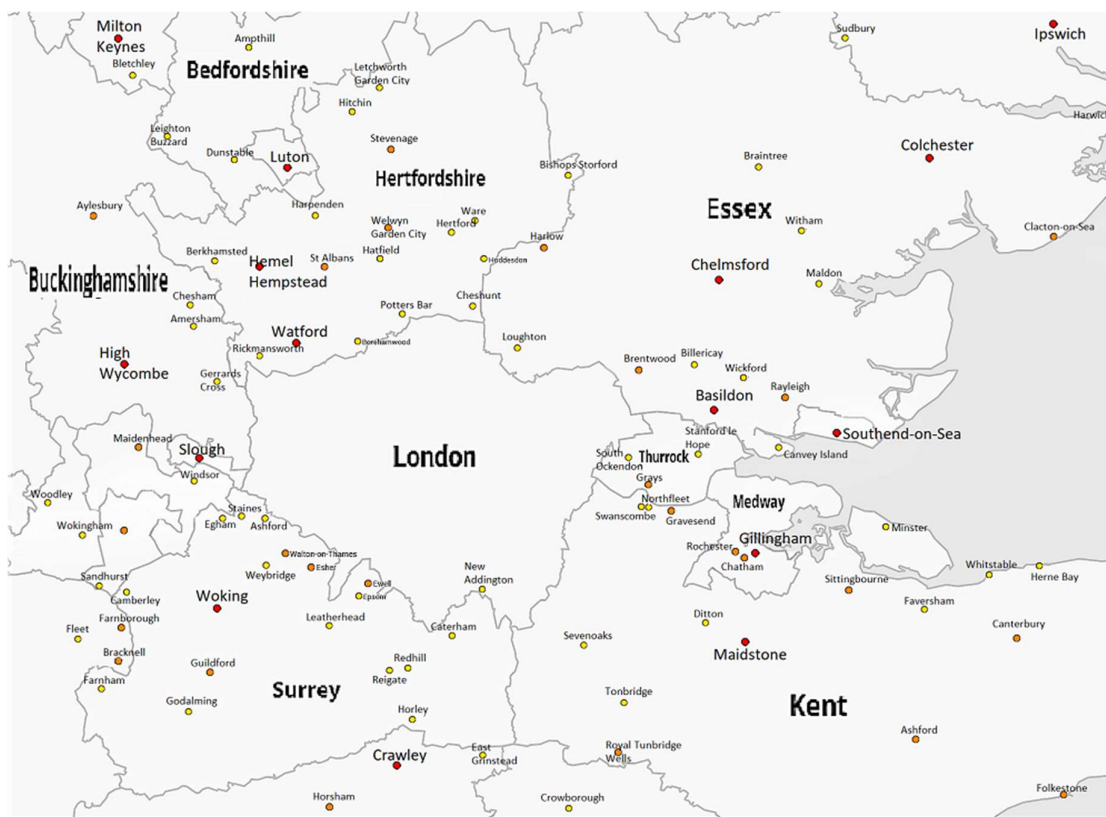 Milton
Keynes
Bletchley
Ampthill
Bedfordshire
Letchworth
Garden City
Hitchin
Sudbury
Ipswich
Harwich
Leighton
Buzzard
Dunstable
Luton
Stevenage
Hertfordshire
Bishops Storford
Braintree
Colchester
Aylesbury
Harpenden
Welwyn
Garden City
Hertford
Ware
Essex
Witham
Clacton-on-Sea
Berkhamsted
Hemel
Hempstead
St Albans
Hatfield
Hoddesdon
Harlow
Chelmsford
Maldon
Buckinghamshire
Chesham
Amersham
Potters Bar
Cheshunt
High
Wycombe
Rickmansworth
Watford
Borehamwood
Loughton
Gerrards
Cross
Brentwood
Billericay
Wickford
Rayleigh
Basildon
Maidenhead
Slough
Windsor
London
South
Ockendon
Thurrock
Stanford le
Hope
Canvey Island
Southend-on-Sea
Grays
Woodley
Wokingham
Egham
Staines
Ashford
Swanscombe
Northfleet
Gravesend
Medway
Rochester
Gillingham
Chatham
Minster
Walton-on-Thames
Esher
Weybridge
Ewell
Epsom
New
Addington
Sandhurst
Camberley
Woking
Sittingbourne
Whitstable
Herne Bay
Faversham
Fleet
Farnborough
Bracknell
Farnham
Guildford
Godalming
Leatherhead
Caterham
Redhill
Reigate
Surrey
Horley
Sevenoaks
Ditton
Maidstone
Canterbury
Tonbridge
Kent
Crawley
East
Grinstead
Royal Tunbridge
Wells
Ashford
Horsham
Crowborough
Folkestone